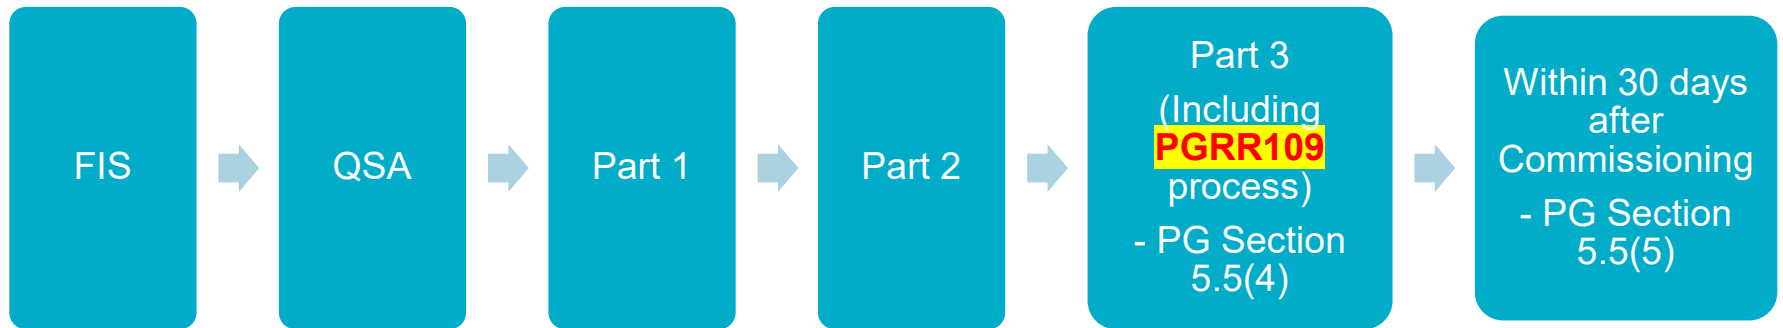 FIS
QSA
Part 1
Part 2
Part 3
(Including
PGRR109
process)
- PG Section
5.5(4)
Within 30 days
after
Commissioning
- PG Section
5.5(5)